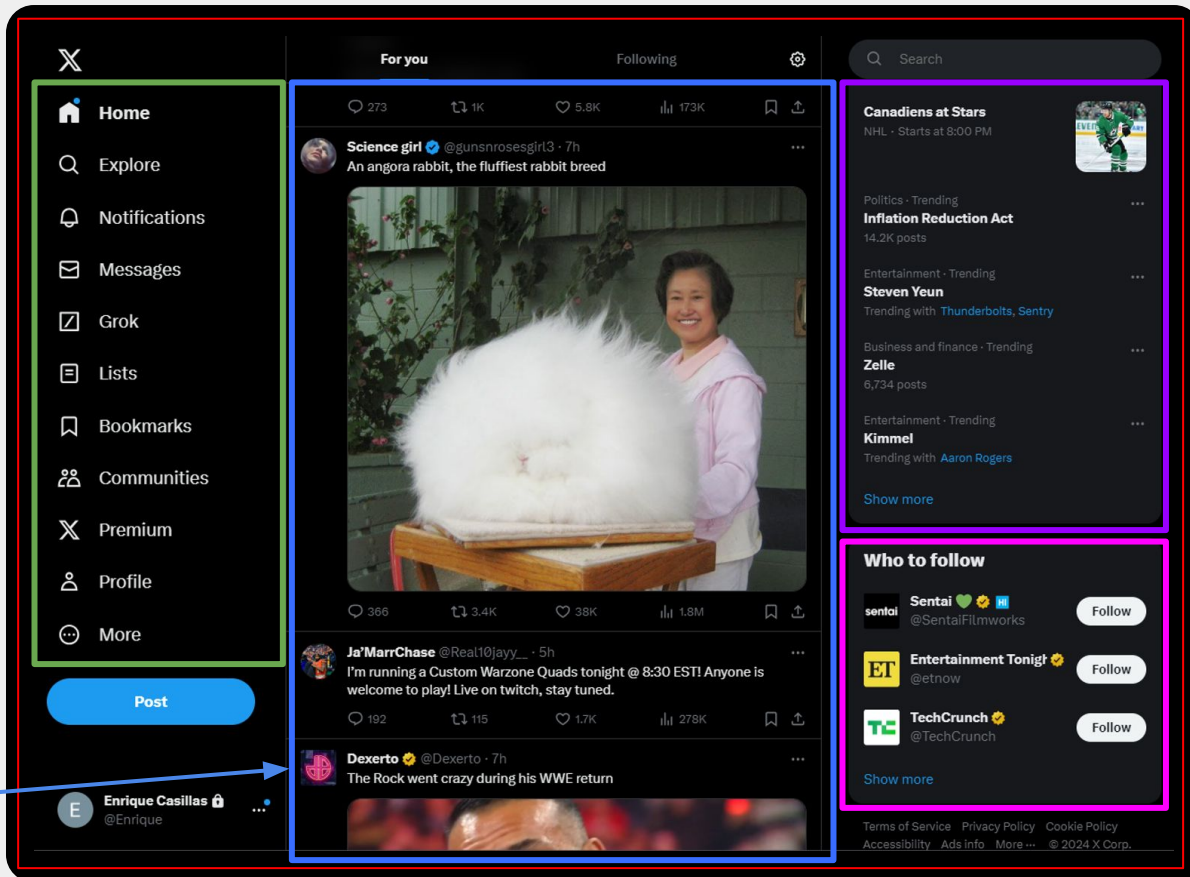 Home
Explore
Notifications
Messages
Grok
Lists
Bookmarks
Communities
Premium
Profile
More
Post
E
Enrique Casillas
@Enrique
For you
Following
273 1K 5.8K 173K
Science girl @gunsnrosesgirl3 · 7h
An angora rabbit, the fluffiest rabbit breed
366 3.4K 38K 1.8M
Ja’MarrChase @Real10jayy__ · 5h
I’m running a Custom Warzone Quads tonight @ 8:30 EST! Anyone is
welcome to play! Live on twitch, stay tuned.
192 115 1.7K 278K
Dexerto @Dexerto · 7h
The Rock went crazy during his WWE return
Search
Canadiens at Stars
NHL · Starts at 8:00 PM
Politics · Trending
Inflation Reduction Act
14.2K posts
Entertainment · Trending
Steven Yeun
Trending with Thunderbolts, Sentry
Business and finance · Trending
Zelle
6,734 posts
Entertainment · Trending
Kimmel
Trending with Aaron Rogers
Show more
Who to follow
sentai
Sentai HI
@SentaiFilmworks
Follow
ET
Entertainment Tonigh
@etnow
Follow
TC
TechCrunch
@TechCrunch
Follow
Show more
Terms of Service Privacy Policy Cookie Policy
Accessibility Ads info More ··· © 2024 X Corp.